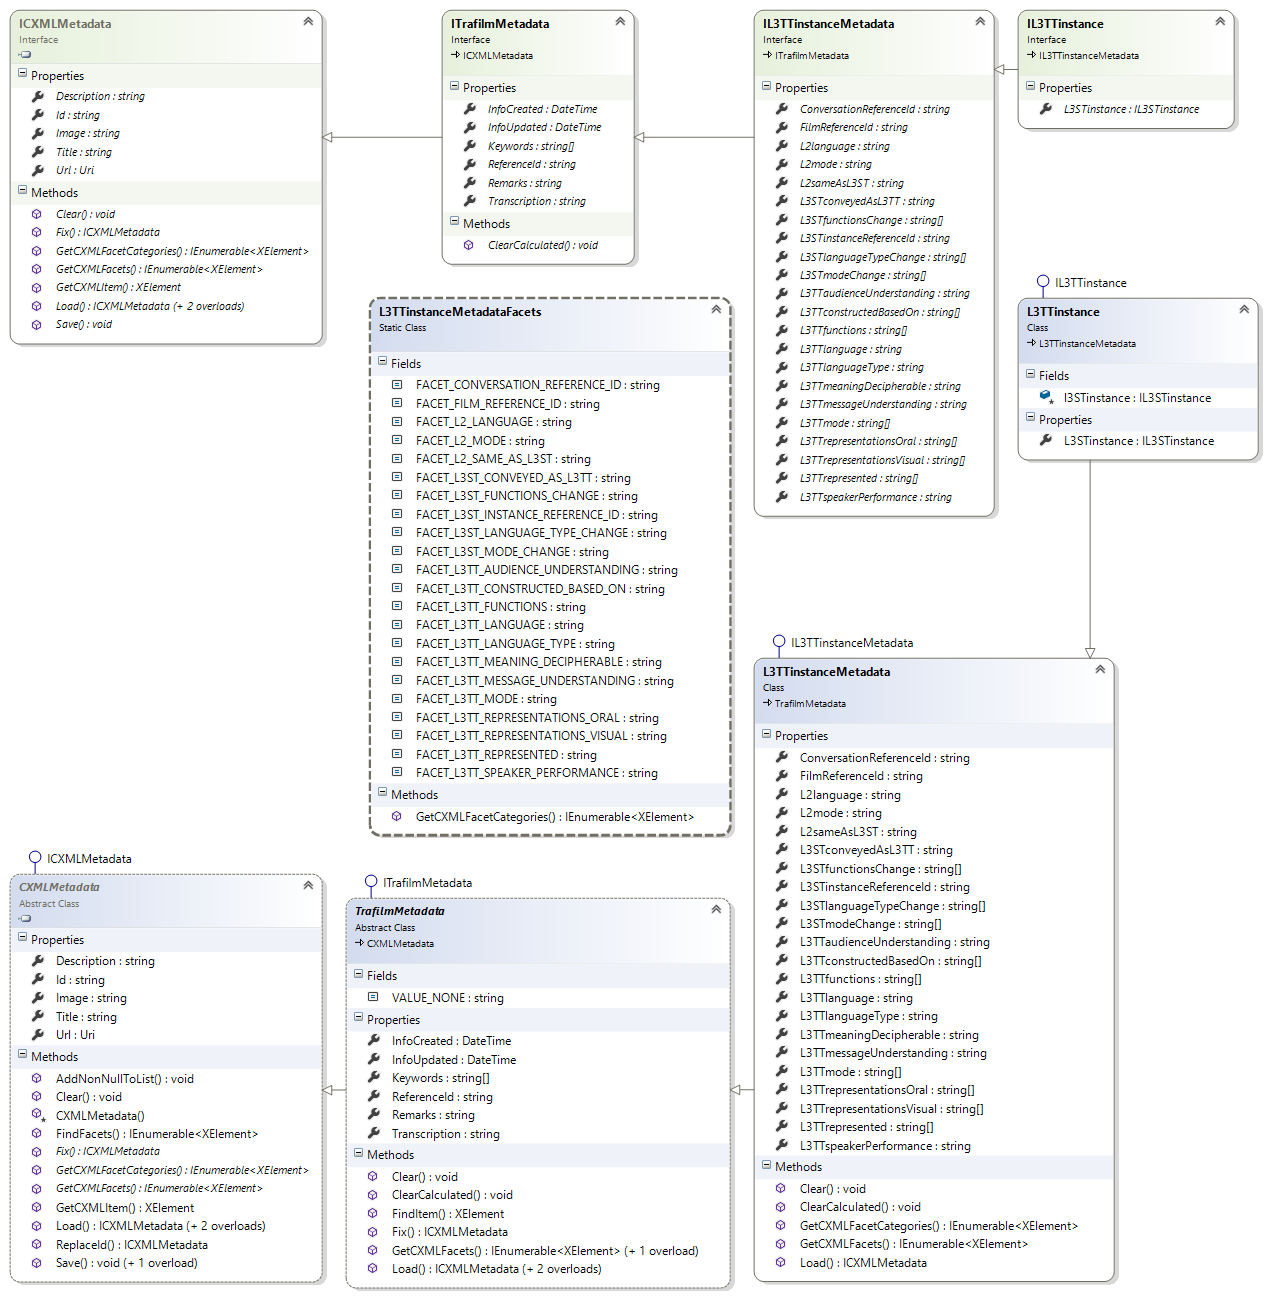 ICXMLMetadata
Interface
Properties
Description : string
Id : string
Image : string
Title : string
Url : Uri
Methods
Clear() : void
Fix() : ICXMLMetadata
GetCXMLFacetCategories() : IEnumerable<XElement>
GetCXMLFacets() : IEnumerable<XElement>
GetCXMLItem() : XElement
Load() : ICXMLMetadata (+ 2 overloads)
Save() : void
ITrafilmMetadata
Interface
ICXMLMetadata
Properties
InfoCreated : DateTime
InfoUpdated : DateTime
Keywords : string[]
ReferenceId : string
Remarks : string
Transcription : string
Methods
ClearCalculated() : void
IL3TTinstanceMetadata
Interface
ITrafilmMetadata
Properties
ConversationReferenceId : string
FilmReferenceId : string
L2language : string
L2mode : string
L2sameAsL3ST : string
L3STconveyedAsL3TT : string
L3STfunctionsChange : string[]
L3STinstanceReferenceId : string
L3STlanguageTypeChange : string[]
L3STmodeChange : string[]
L3TTaudienceUnderstanding : string
L3TTconstructedBasedOn : string[]
L3TTfunctions : string[]
L3TTlanguage : string
L3TTlanguageType : string
L3TTmeaningDecipherable : string
L3TTmessageUnderstanding : string
L3TTmode : string[]
L3TTrepresentationsOral : string[]
L3TTrepresentationsVisual : string[]
L3TTrepresented : string[]
L3TTspeakerPerformance : string
IL3TTinstance
Interface
IL3TTinstanceMetadata
Properties
L3STinstance : IL3STinstance
L3TTinstanceMetadataFacets
Static Class
Fields
FACET_CONVERSATION_REFERENCE_ID : string
FACET_FILM_REFERENCE_ID : string
FACET_L2_LANGUAGE : string
FACET_L2_MODE : string
FACET_L2_SAME_AS_L3ST : string
FACET_L3ST_CONVEYED_AS_L3TT : string
FACET_L3ST_FUNCTIONS_CHANGE : string
FACET_L3ST_INSTANCE_REFERENCE_ID : string
FACET_L3ST_LANGUAGE_TYPE_CHANGE : string
FACET_L3ST_MODE_CHANGE : string
FACET_L3TT_AUDIENCE_UNDERSTANDING : string
FACET_L3TT_CONSTRUCTED_BASED_ON : string
FACET_L3TT_FUNCTIONS : string
FACET_L3TT_LANGUAGE : string
FACET_L3TT_LANGUAGE_TYPE : string
FACET_L3TT_MEANING_DECIPHERABLE : string
FACET_L3TT_MESSAGE_UNDERSTANDING : string
FACET_L3TT_MODE : string
FACET_L3TT_REPRESENTATIONS_ORAL : string
FACET_L3TT_REPRESENTATIONS_VISUAL : string
FACET_L3TT_REPRESENTED : string
FACET_L3TT_SPEAKER_PERFORMANCE : string
Methods
GetCXMLFacetCategories() : IEnumerable<XElement>
IL3TTinstance
L3TTinstance
Class
L3TTinstanceMetadata
Fields
l3STinstance : IL3STinstance
Properties
L3STinstance : IL3STinstance
IL3TTinstanceMetadata
L3TTinstanceMetadata
Class
TrafilmMetadata
Properties
ConversationReferenceId : string
FilmReferenceId : string
L2language : string
L2mode : string
L2sameAsL3ST : string
L3STconveyedAsL3TT : string
L3STfunctionsChange : string[]
L3STinstanceReferenceId : string
L3STlanguageTypeChange : string[]
L3STmodeChange : string[]
L3TTaudienceUnderstanding : string
L3TTconstructedBasedOn : string[]
L3TTfunctions : string[]
L3TTlanguage : string
L3TTlanguageType : string
L3TTmeaningDecipherable : string
L3TTmessageUnderstanding : string
L3TTmode : string[]
L3TTrepresentationsOral : string[]
L3TTrepresentationsVisual : string[]
L3TTrepresented : string[]
L3TTspeakerPerformance : string
Methods
Clear() : void
ClearCalculated() : void
GetCXMLFacetCategories() : IEnumerable<XElement>
GetCXMLFacets() : IEnumerable<XElement>
Load() : ICXMLMetadata
ICXMLMetadata
CXMLMetadata
Abstract Class
Properties
Description : string
Id : string
Image : string
Title : string
Url : Uri
Methods
AddNonNullToList() : void
Clear() : void
CXMLMetadata()
FindFacets() : IEnumerable<XElement>
Fix() : ICXMLMetadata
GetCXMLFacetCategories() : IEnumerable<XElement>
GetCXMLFacets() : IEnumerable<XElement>
GetCXMLItem() : XElement
Load() : ICXMLMetadata (+ 2 overloads)
ReplaceId() : ICXMLMetadata
Save() : void (+ 1 overload)
ITrafilmMetadata
TrafilmMetadata
Abstract Class
CXMLMetadata
Fields
VALUE_NONE : string
Properties
InfoCreated : DateTime
InfoUpdated : DateTime
Keywords : string[]
ReferenceId : string
Remarks : string
Transcription : string
Methods
Clear() : void
ClearCalculated() : void
FindItem() : XElement
Fix() : ICXMLMetadata
GetCXMLFacets() : IEnumerable<XElement> (+ 1 overload)
Load() : ICXMLMetadata (+ 2 overloads)